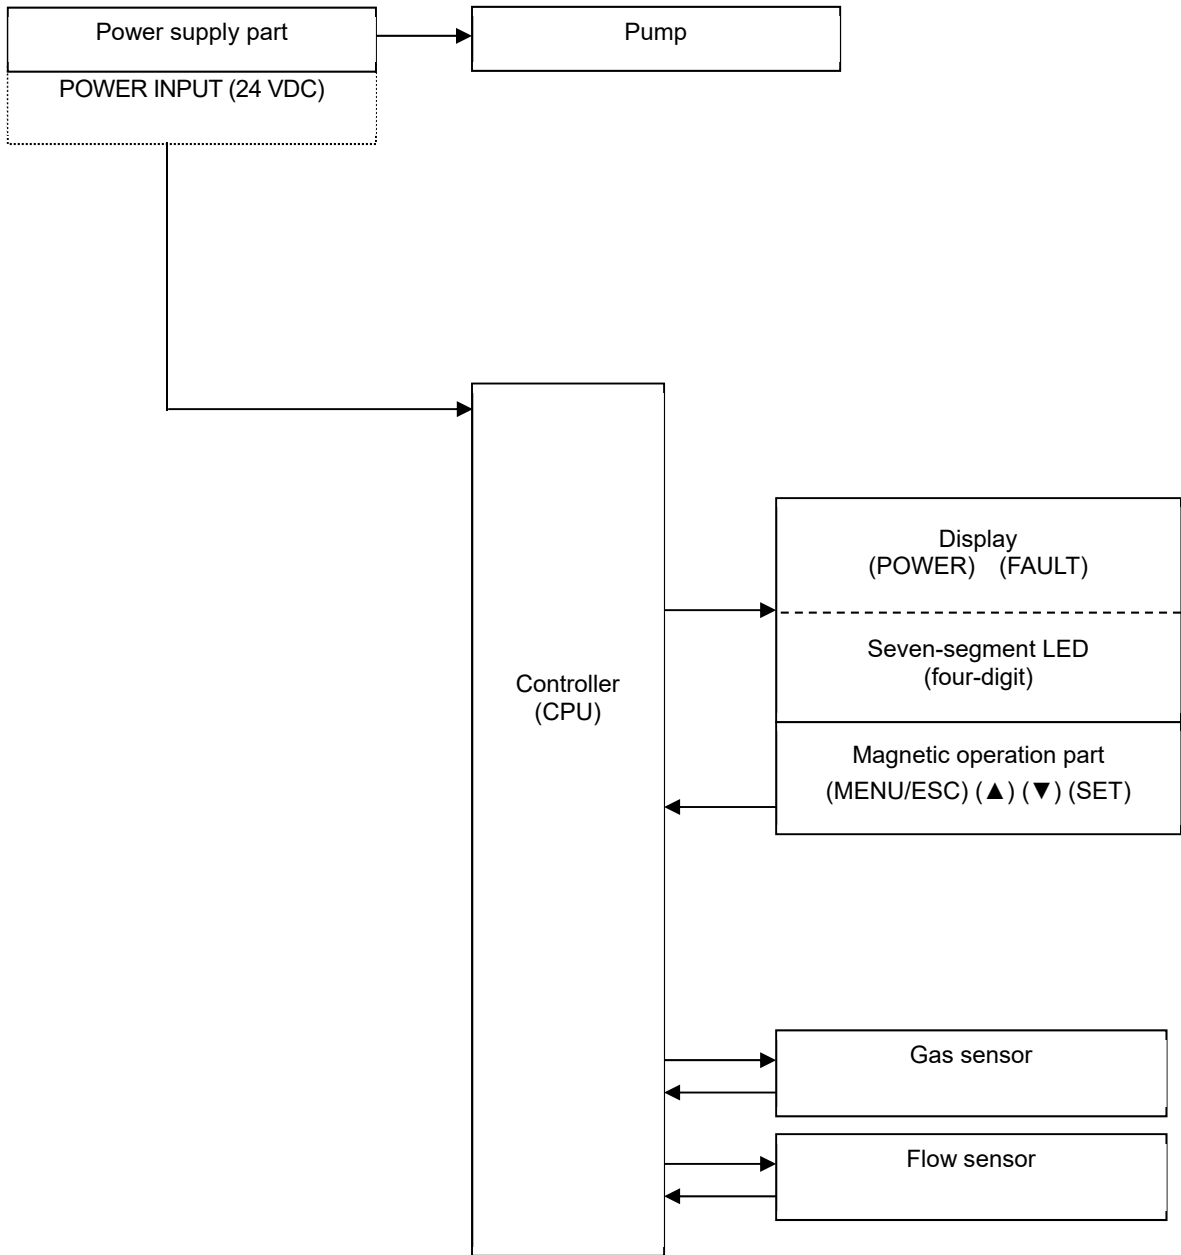 Power supply part
Pump
POWER INPUT (24 VDC)
Display
(POWER) (FAULT)
Seven-segment LED
(four-digit)
Controller
(CPU)
Magnetic operation part
(MENU/ESC) (▲) (▼) (SET)
Gas sensor
Flow sensor